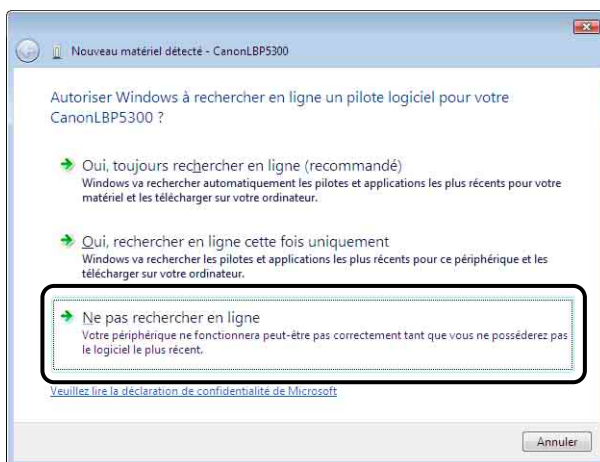 Nouveau matériel détecté - CanonLBP5300
Autoriser Windows à rechercher en ligne un pilote logiciel pour votre
CanonLBP5300 ?
Oui, toujours rechercher en ligne (recommandé)
Windows va rechercher automatiquement les pilotes et applications les plus récents pour votre
matériel et les télécharger sur votre ordinateur.
Oui, rechercher en ligne cette fois uniquement
Windows va rechercher les pilotes et applications les plus récents pour ce périphérique et les
télécharger sur votre ordinateur.
Ne pas rechercher en ligne
Votre périphérique ne fonctionnera peut-être pas correctement tant que vous ne posséderez pas
le logiciel le plus récent.
Veuillez lire la déclaration de confidentialité de Microsoft
Annuler